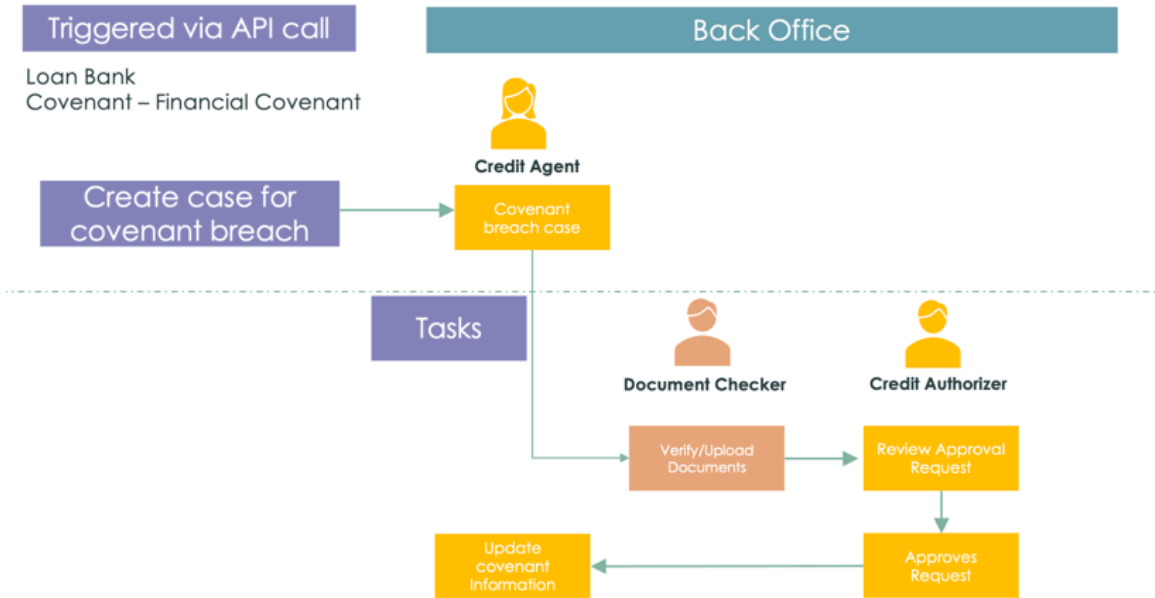 Triggered via API call
Back Office
Loan Bank
Covenant – Financial Covenant
Credit Agent
Create case for
covenant breach
Covenant
breach case
Tasks
Document Checker
Credit Authorizer
Verify/Upload
Documents
Review Approval
Request
Update
covenant
Information
Approves
Request